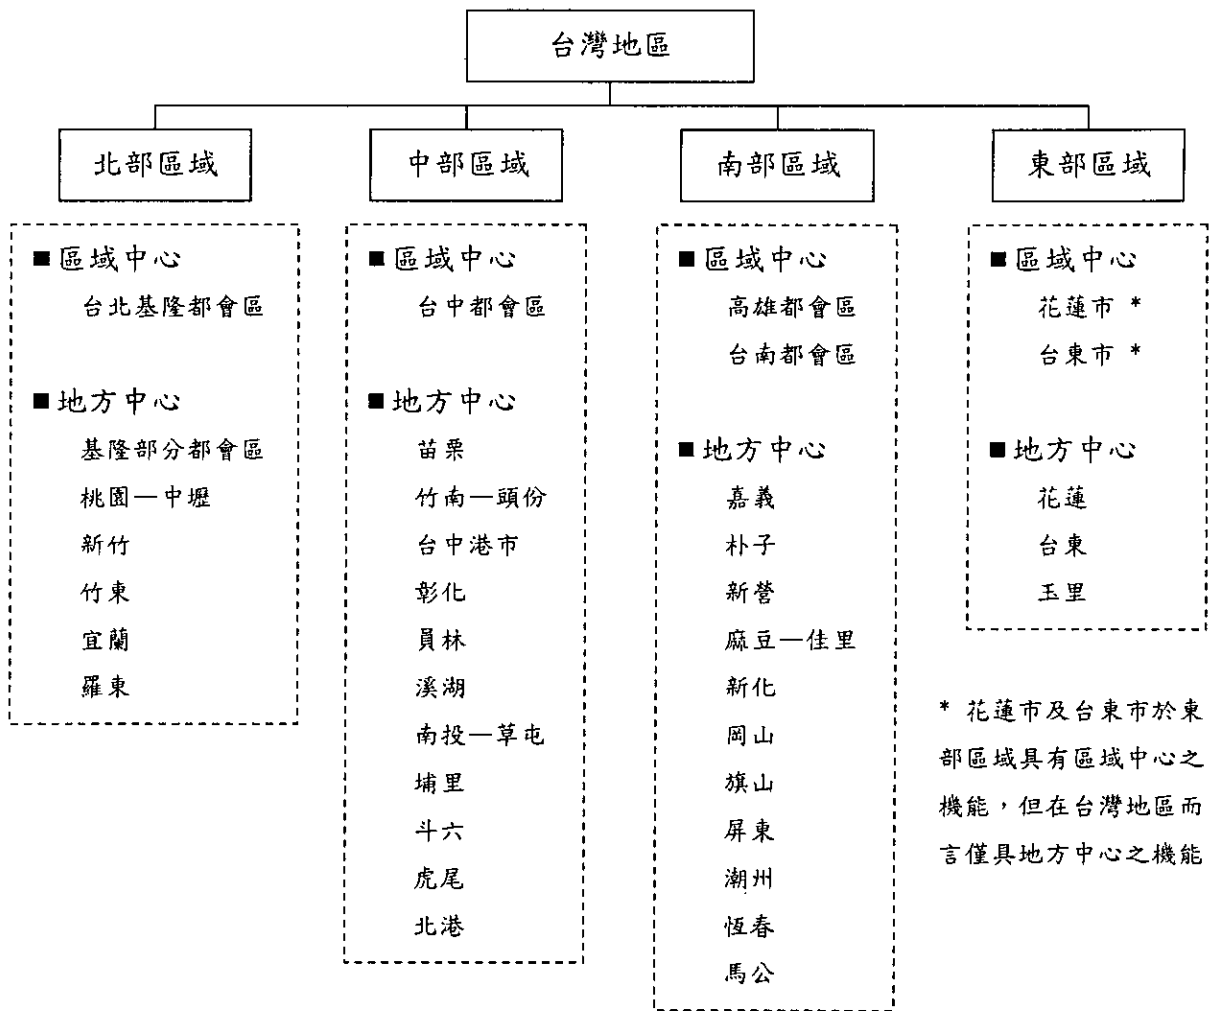 台灣地區
北部區域
■區域中心
台北基隆都會區
■地方中心
基隆部分都會區
桃園—中壢
新竹
竹東
宜蘭
羅東
中部區域
■區域中心
台中都會區
■地方中心
苗栗
竹南—頭份
台中港市
彰化
員林
溪湖
南投—草屯
埔里
斗六
虎尾
北港
南部區域
■區域中心
高雄都會區
台南都會區
■地方中心
嘉義
朴子
新營
麻豆—佳里
新化
岡山
旗山
屏東
潮州
恆春
馬公
東部區域
■區域中心
花蓮市 *
台東市 *
■地方中心
花蓮
台東
玉里
* 花蓮市及台東市於東
部區域具有區域中心之
機能，但在台灣地區而
言僅具地方中心之機能